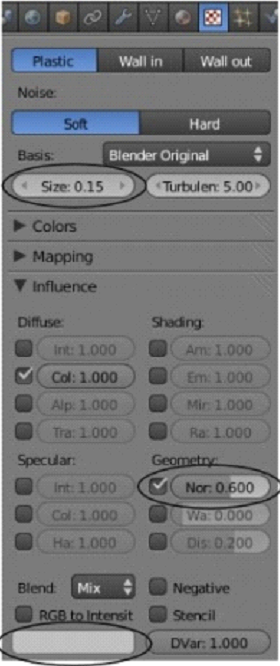 Plastic Wall in Wall out
Noise:
Soft Hard
Basis: Blender Original
Size: 0.15 Turbulen: 5.00
Colors
Mapping
Influence
Diffuse: Shading:
Int: 1.000 Am: 1.000
Col: 1.000 Em: 1.000
Alp: 1.000 Mir: 1.000
Tra: 1.000 Ra: 1.000
Specular: Geometry:
Int: 1.000 Nor: 0.600
Col: 1.000 Wa: 0.000
Ha: 1.000 Dis: 0.200
Blend: Mix Negative
RGB to Intensit Stencil
DVar: 1.000